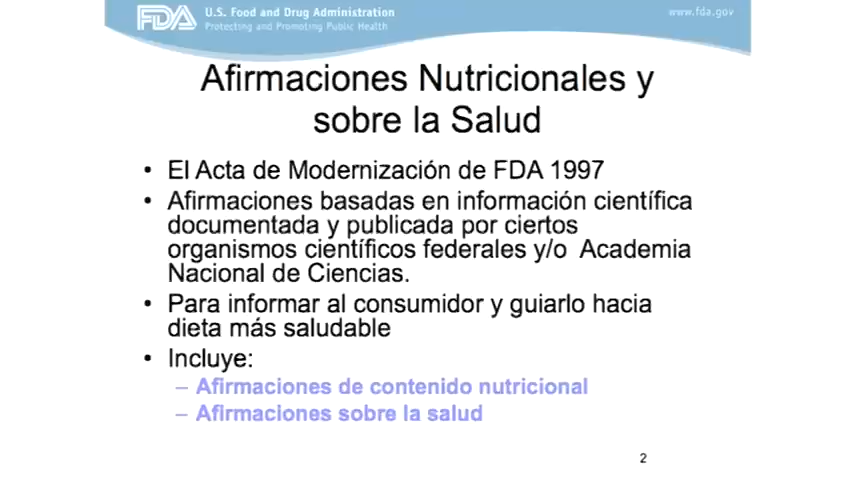 FDA U.S. Food and Drug Administration
Protecting and Promoting Public Health
www.fda.gov
Afirmaciones Nutricionales y
sobre la Salud
• El Acta de Modernización de FDA 1997
• Afirmaciones basadas en información científica
documentada y publicada por ciertos
organismos científicos federales y/o Academia
Nacional de Ciencias.
• Para informar al consumidor y guiarlo hacia
dieta más saludable
• Incluye:
– Afirmaciones de contenido nutricional
– Afirmaciones sobre la salud
2